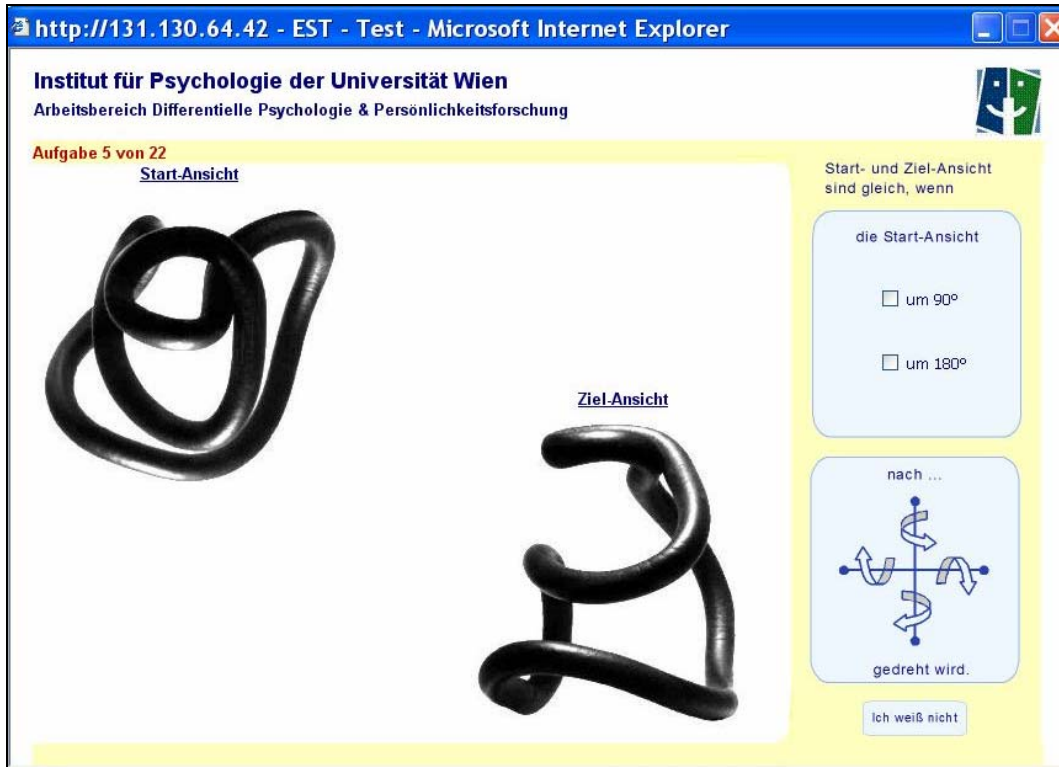 http://131.130.64.42 - EST - Test - Microsoft Internet Explorer
Institut für Psychologie der Universität Wien
Arbeitsbereich Differentielle Psychologie & Persönlichkeitsforschung
Aufgabe 5 von 22
Start-Ansicht
Ziel-Ansicht
Start- und Ziel-Ansicht
sind gleich, wenn
die Start-Ansicht
um 90º
um 180º
nach ...
gedreht wird.
Ich weiß nicht